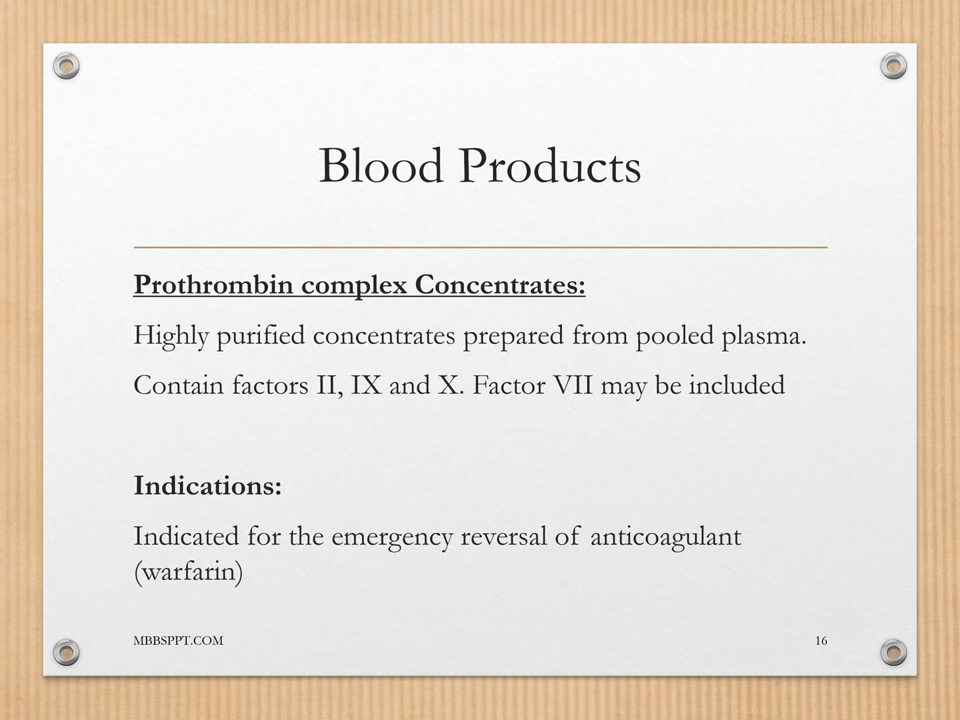 Blood Products
Prothrombin complex Concentrates:
Highly purified concentrates prepared from pooled plasma.
Contain factors II, IX and X. Factor VII may be included
Indications:
Indicated for the emergency reversal of anticoagulant
(warfarin)
MBBSPPT.COM
16